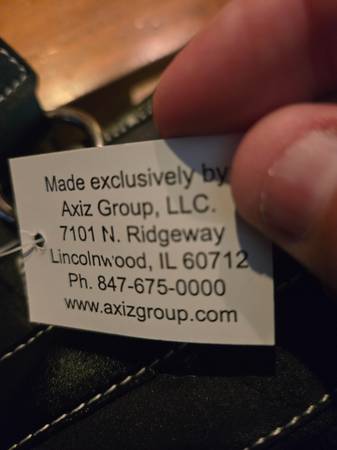 Made exclusively by
Axiz Group, LLC.
7101 N. Ridgeway
Lincolnwood, IL 60712
Ph. 847-675-0000
www.axizgroup.com